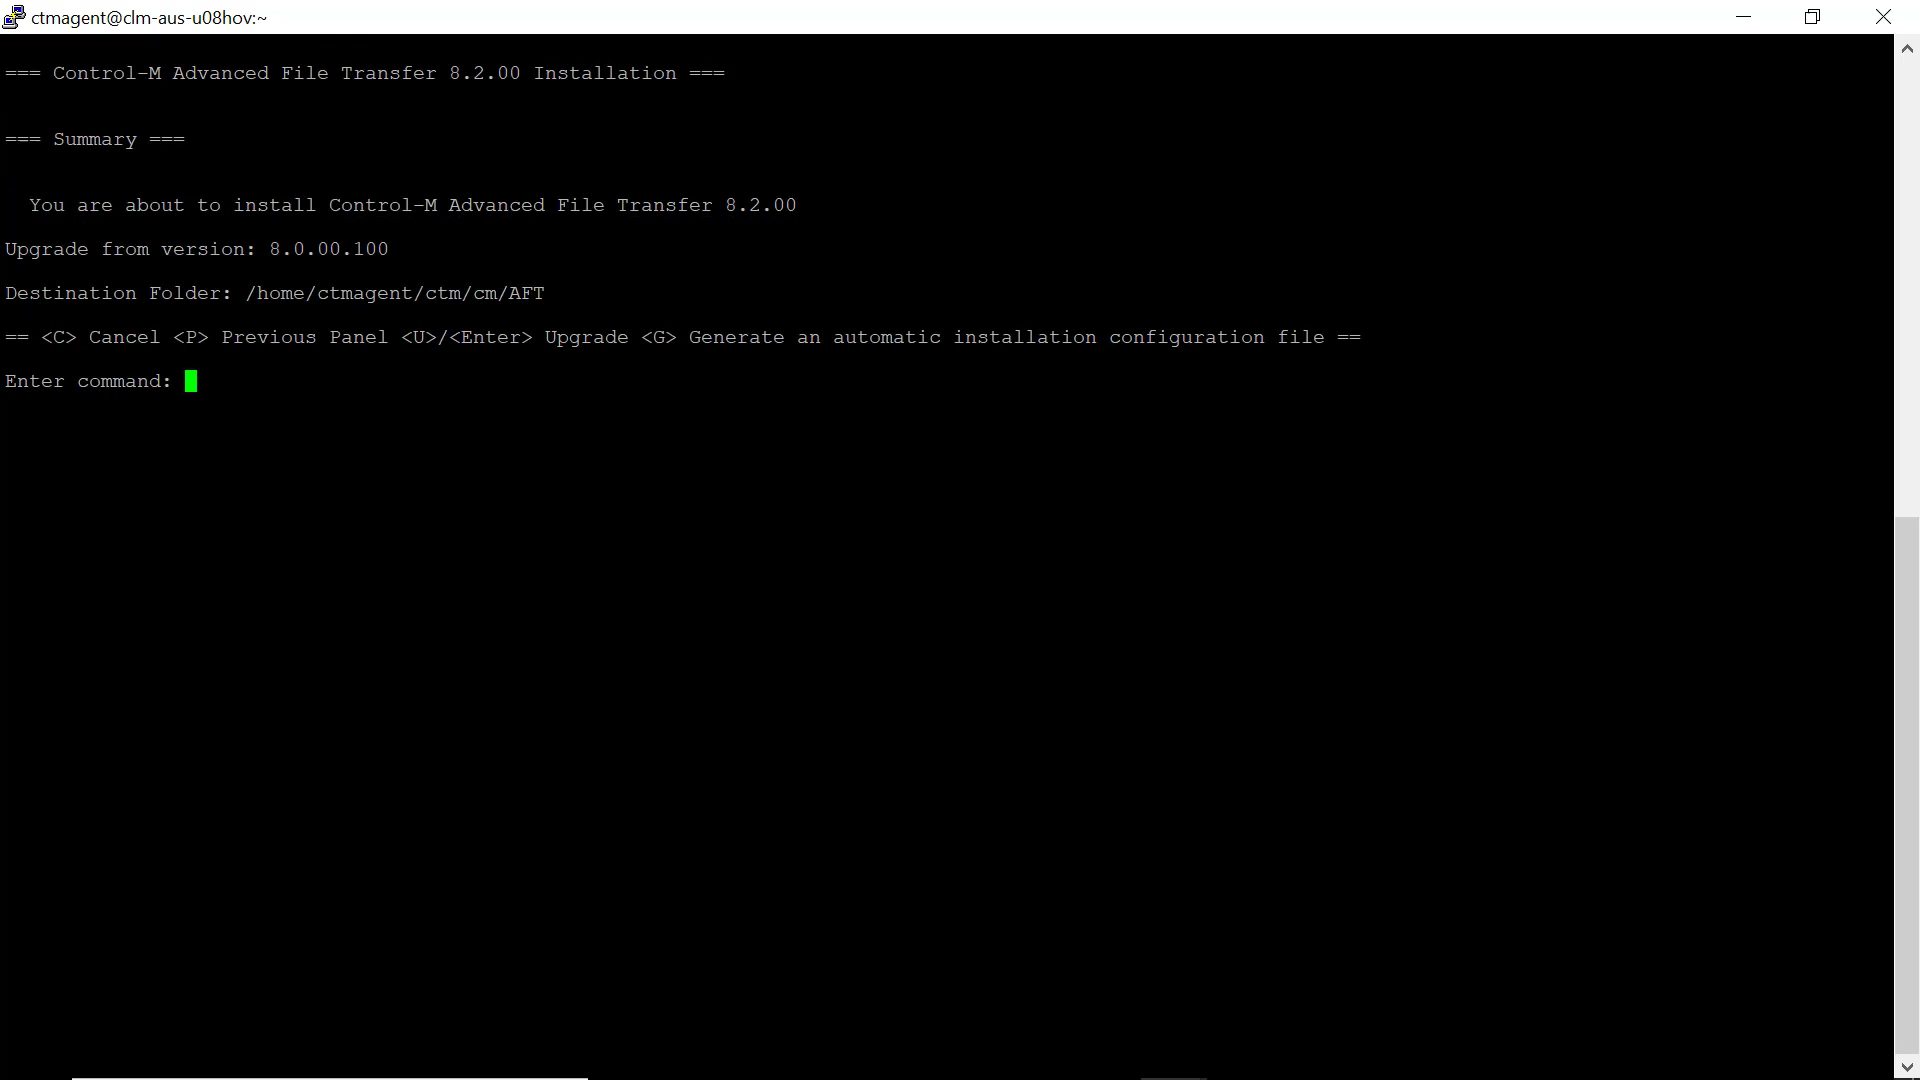 ctmagent@clm-aus-u08hov:~
=== Control-M Advanced File Transfer 8.2.00 Installation ===
=== Summary ===
You are about to install Control-M Advanced File Transfer 8.2.00
Upgrade from version: 8.0.00.100
Destination Folder: /home/ctmagent/ctm/cm/AFT
== <C> Cancel <P> Previous Panel <U>/<Enter> Upgrade <G> Generate an automatic installation configuration file ==
Enter command: